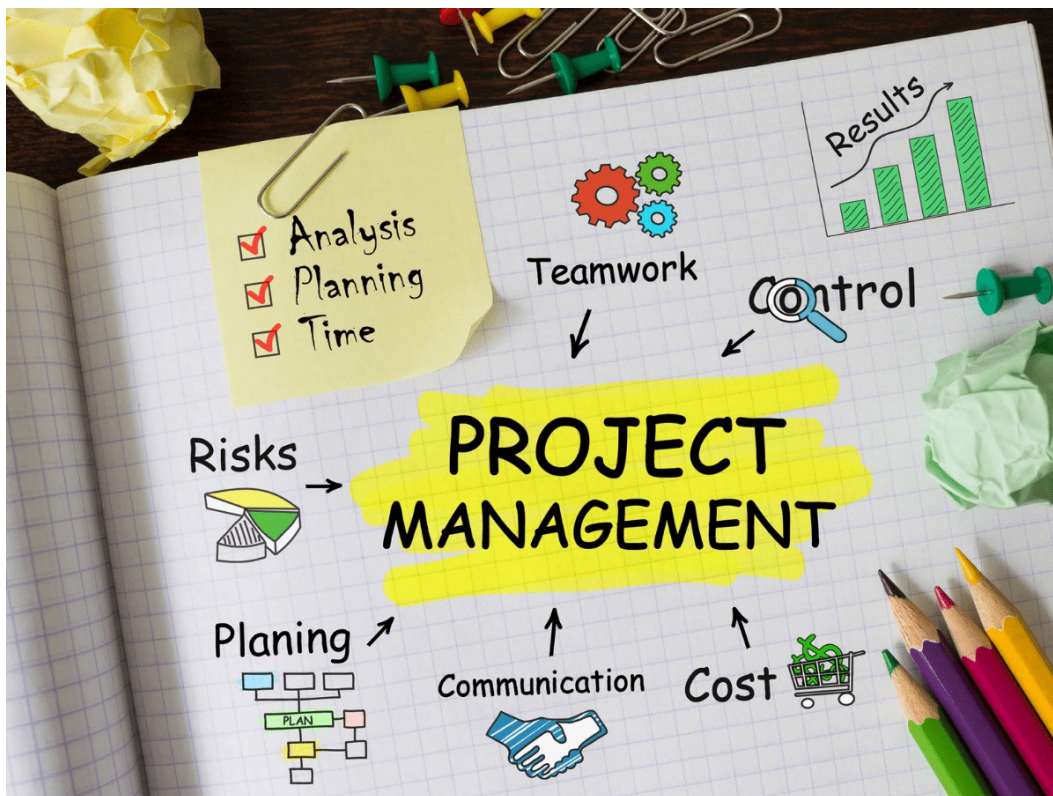 Results
Analysis
Planning
Time
Teamwork
Control
PROJECT
MANAGEMENT
Risks
Planing
PLAN
Communication
Cost